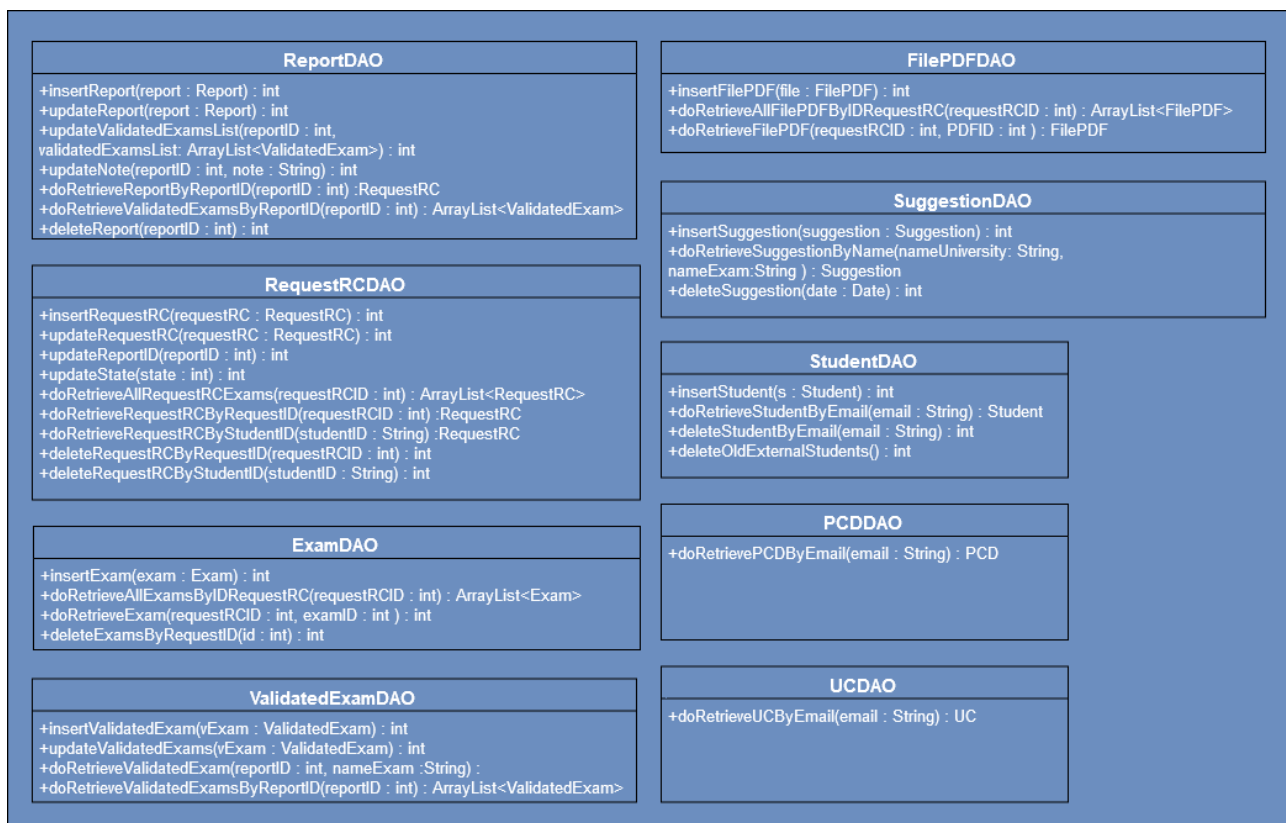 ReportDAO
+insertReport(report : Report) : int
+updateReport(report : Report) : int
+updateValidatedExamsList(reportID : int,
validatedExamsList: ArrayList<ValidatedExam>) : int
+updateNote(reportID : int, note : String) : int
+doRetrieveReportByReportID(reportID : int) :RequestRC
+doRetrieveValidatedExamsByReportID(reportID : int) : ArrayList<ValidatedExam>
+deleteReport(reportID : int) : int
RequestRCDAO
+insertRequestRC(requestRC : RequestRC) : int
+updateRequestRC(requestRC : RequestRC) : int
+updateReportID(reportID : int) : int
+updateState(state : int) : int
+doRetrieveAllRequestRCExams(requestRCID : int) : ArrayList<RequestRC>
+doRetrieveRequestRCByRequestID(requestRCID : int) :RequestRC
+doRetrieveRequestRCByStudentID(studentID : String) :RequestRC
+deleteRequestRCByRequestID(requestRCID : int) : int
+deleteRequestRCByStudentID(studentID : String) : int
ExamDAO
+insertExam(exam : Exam) : int
+doRetrieveAllExamsByIDRequestRC(requestRCID : int) : ArrayList<Exam>
+doRetrieveExam(requestRCID : int, examID : int ) : int
+deleteExamsByRequestID(id : int) : int
ValidatedExamDAO
+insertValidatedExam(vExam : ValidatedExam) : int
+updateValidatedExams(vExam : ValidatedExam) : int
+doRetrieveValidatedExam(reportID : int, nameExam :String) :
+doRetrieveValidatedExamsByReportID(reportID : int) : ArrayList<ValidatedExam>
FilePDFDAO
+insertFilePDF(file : FilePDF) : int
+doRetrieveAllFilePDFByIDRequestRC(requestRCID : int) : ArrayList<FilePDF>
+doRetrieveFilePDF(requestRCID : int, PDFID : int ) : FilePDF
SuggestionDAO
+insertSuggestion(suggestion : Suggestion) : int
+doRetrieveSuggestionByName(nameUniversity: String,
nameExam:String ) : Suggestion
+deleteSuggestion(date : Date) : int
StudentDAO
+insertStudent(s : Student) : int
+doRetrieveStudentByEmail(email : String) : Student
+deleteStudentByEmail(email : String) : int
+deleteOldExternalStudents() : int
PCDDAO
+doRetrievePCDByEmail(email : String) : PCD
UCDAO
+doRetrieveUCByEmail(email : String) : UC